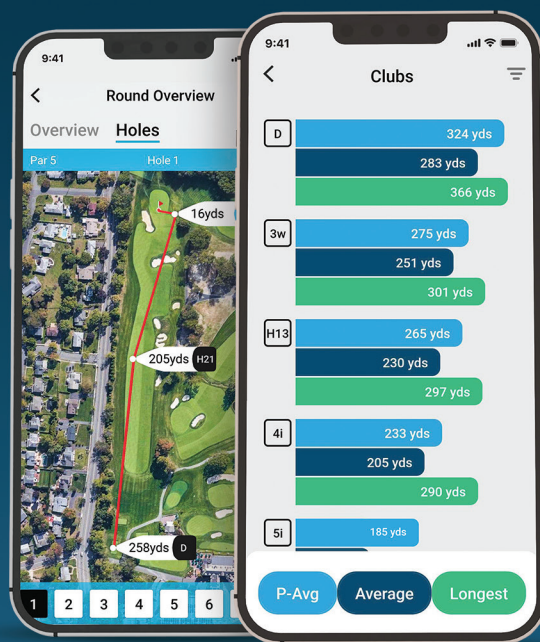 9:41
Round Overview
Overview Holes
Par 5 Hole 1
16yds
205yds H21
258yds D
1 2 3 4 5 6
9:41
Clubs
D
324 yds
283 yds
366 yds
3w
275 yds
251 yds
301 yds
H13
265 yds
230 yds
297 yds
4i
233 yds
205 yds
290 yds
5i
185 yds
P-Avg Average Longest